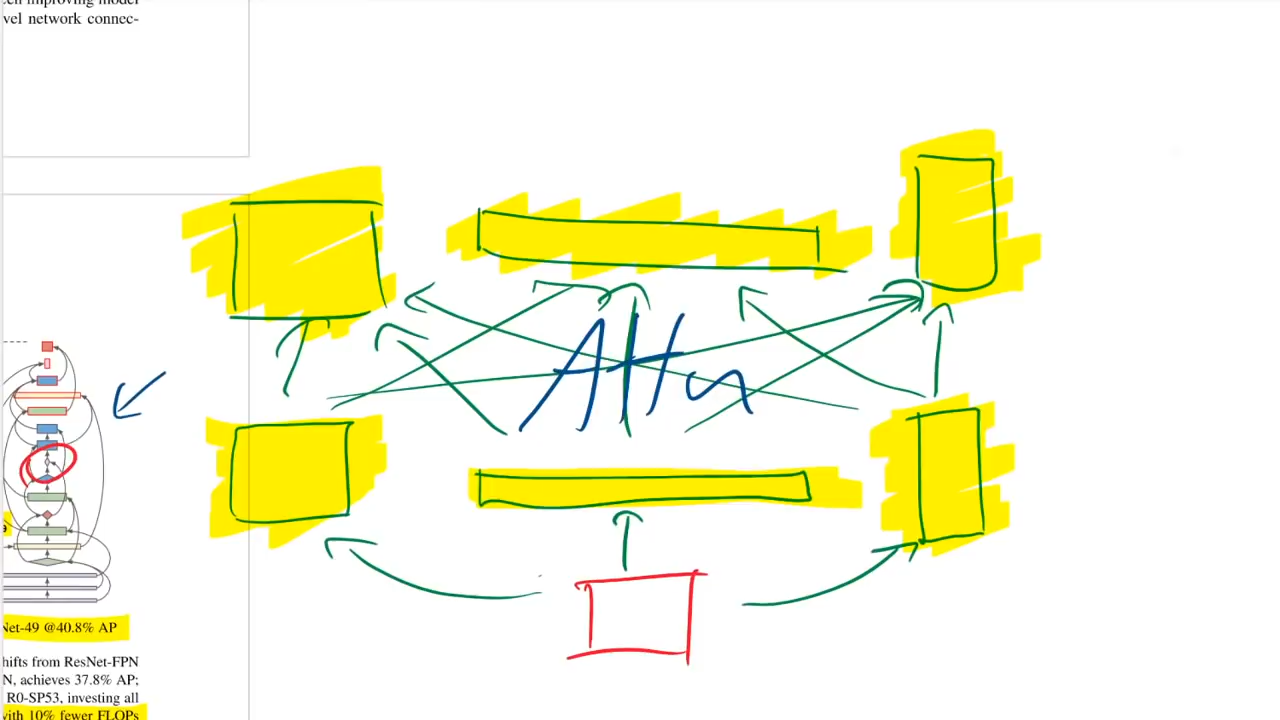 vel network connec-
Attn
Net-49 @40.8% AP
hifts from ResNet-FPN
N, achieves 37.8% AP;
R0-SP53, investing all
with 10% fewer FLOPs